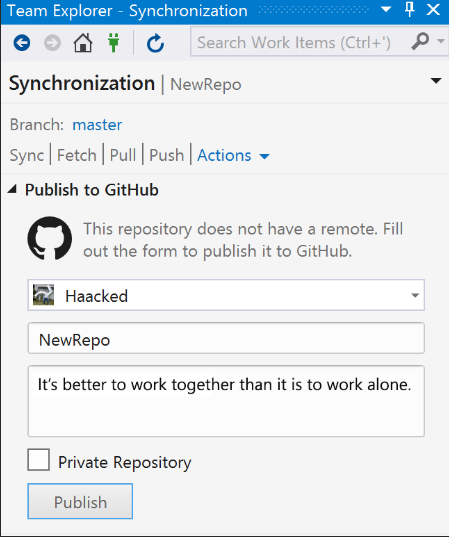 Team Explorer - Synchronization
Search Work Items (Ctrl+')
Synchronization | NewRepo
Branch: master
Sync | Fetch | Pull | Push | Actions
Publish to GitHub
This repository does not have a remote. Fill
out the form to publish it to GitHub.
Haacked
NewRepo
It's better to work together than it is to work alone.
Private Repository
Publish